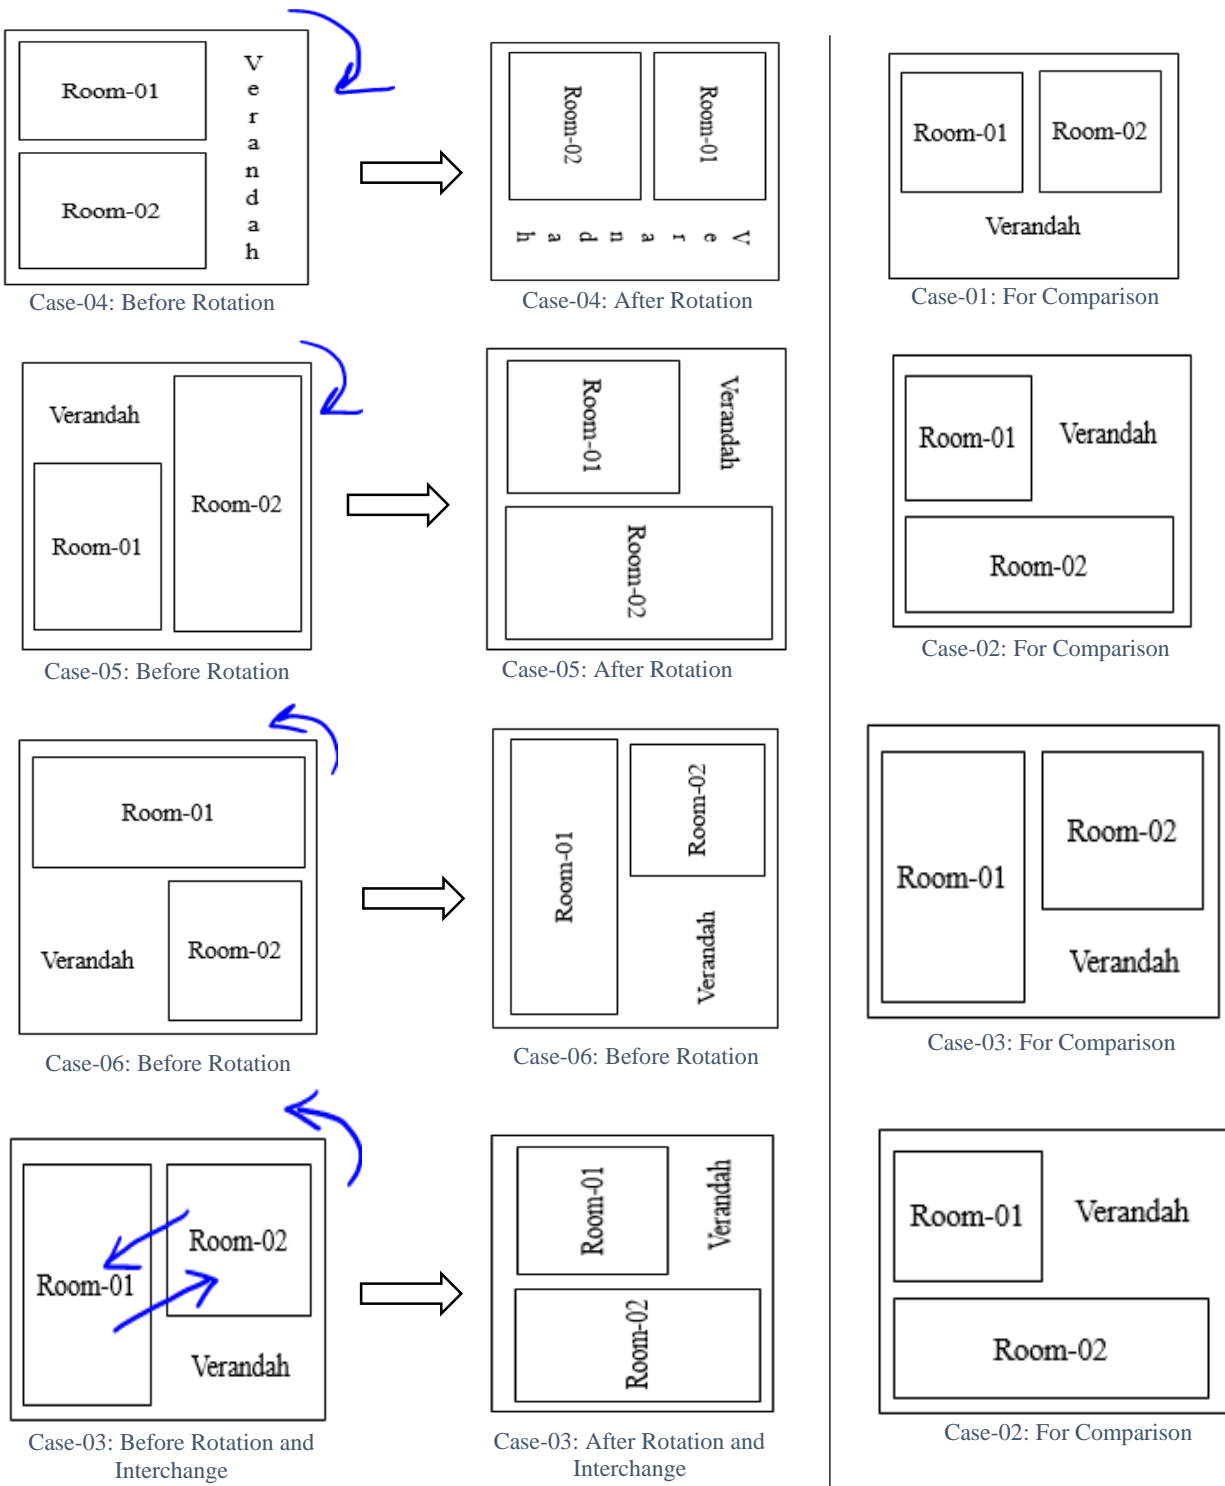 Room-01
Room-02
V
e
r
a
n
d
a
h
Case-04: Before Rotation
Room-02
Room-01
h a d n a r e V
Case-04: After Rotation
Room-01 Room-02
Verandah
Case-01: For Comparison
Verandah
Room-02
Room-01
Case-05: Before Rotation
Room-01
Verandah
Room-02
Case-05: After Rotation
Room-01 Verandah
Room-02
Case-02: For Comparison
Room-01
Room-02
Verandah
Case-06: Before Rotation
Room-01
Room-02
Verandah
Case-06: Before Rotation
Room-02
Room-01
Verandah
Case-03: For Comparison
Room-02
Room-01
Verandah
Case-03: Before Rotation and
Interchange
Room-01
Verandah
Room-02
Case-03: After Rotation and
Interchange
Room-01 Verandah
Room-02
Case-02: For Comparison